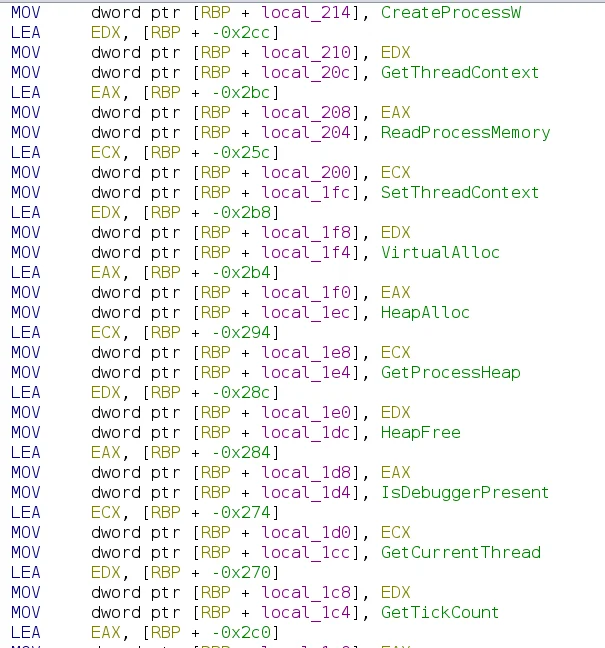 MOV dword ptr [RBP + local_214], CreateProcessW
LEA EDX, [RBP + -0x2cc]
MOV dword ptr [RBP + local_210], EDX
MOV dword ptr [RBP + local_20c], GetThreadContext
LEA EAX, [RBP + -0x2bc]
MOV dword ptr [RBP + local_208], EAX
MOV dword ptr [RBP + local_204], ReadProcessMemory
LEA ECX, [RBP + -0x25c]
MOV dword ptr [RBP + local_200], ECX
MOV dword ptr [RBP + local_1fc], SetThreadContext
LEA EDX, [RBP + -0x2b8]
MOV dword ptr [RBP + local_1f8], EDX
MOV dword ptr [RBP + local_1f4], VirtualAlloc
LEA EAX, [RBP + -0x2b4]
MOV dword ptr [RBP + local_1f0], EAX
MOV dword ptr [RBP + local_1ec], HeapAlloc
LEA ECX, [RBP + -0x294]
MOV dword ptr [RBP + local_1e8], ECX
MOV dword ptr [RBP + local_1e4], GetProcessHeap
LEA EDX, [RBP + -0x28c]
MOV dword ptr [RBP + local_1e0], EDX
MOV dword ptr [RBP + local_1dc], HeapFree
LEA EAX, [RBP + -0x284]
MOV dword ptr [RBP + local_1d8], EAX
MOV dword ptr [RBP + local_1d4], IsDebuggerPresent
LEA ECX, [RBP + -0x274]
MOV dword ptr [RBP + local_1d0], ECX
MOV dword ptr [RBP + local_1cc], GetCurrentThread
LEA EDX, [RBP + -0x270]
MOV dword ptr [RBP + local_1c8], EDX
MOV dword ptr [RBP + local_1c4], GetTickCount
LEA EAX, [RBP + -0x2c0]